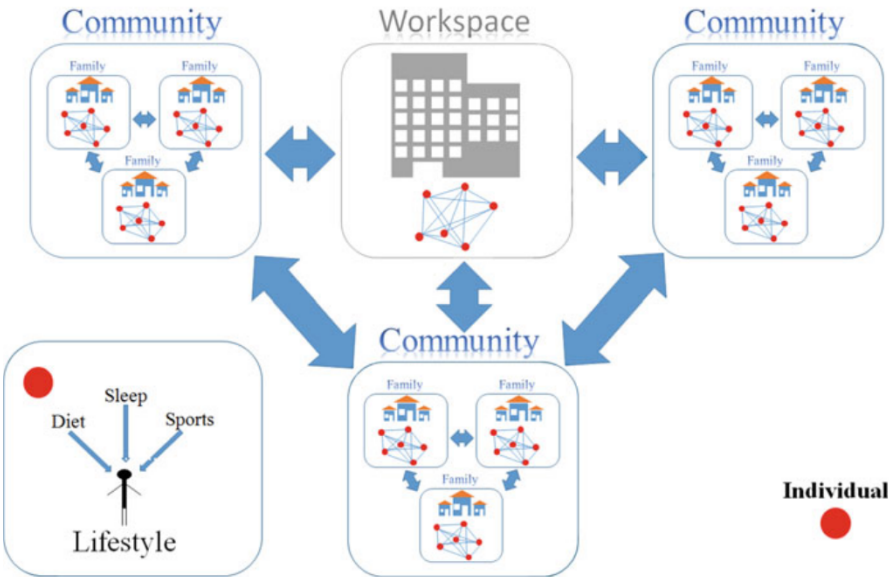 Community
Workspace
Community
Family
Family
Family
Family
Family
Family
Community
Family
Family
Family
Diet
Sleep
Sports
Lifestyle
Individual